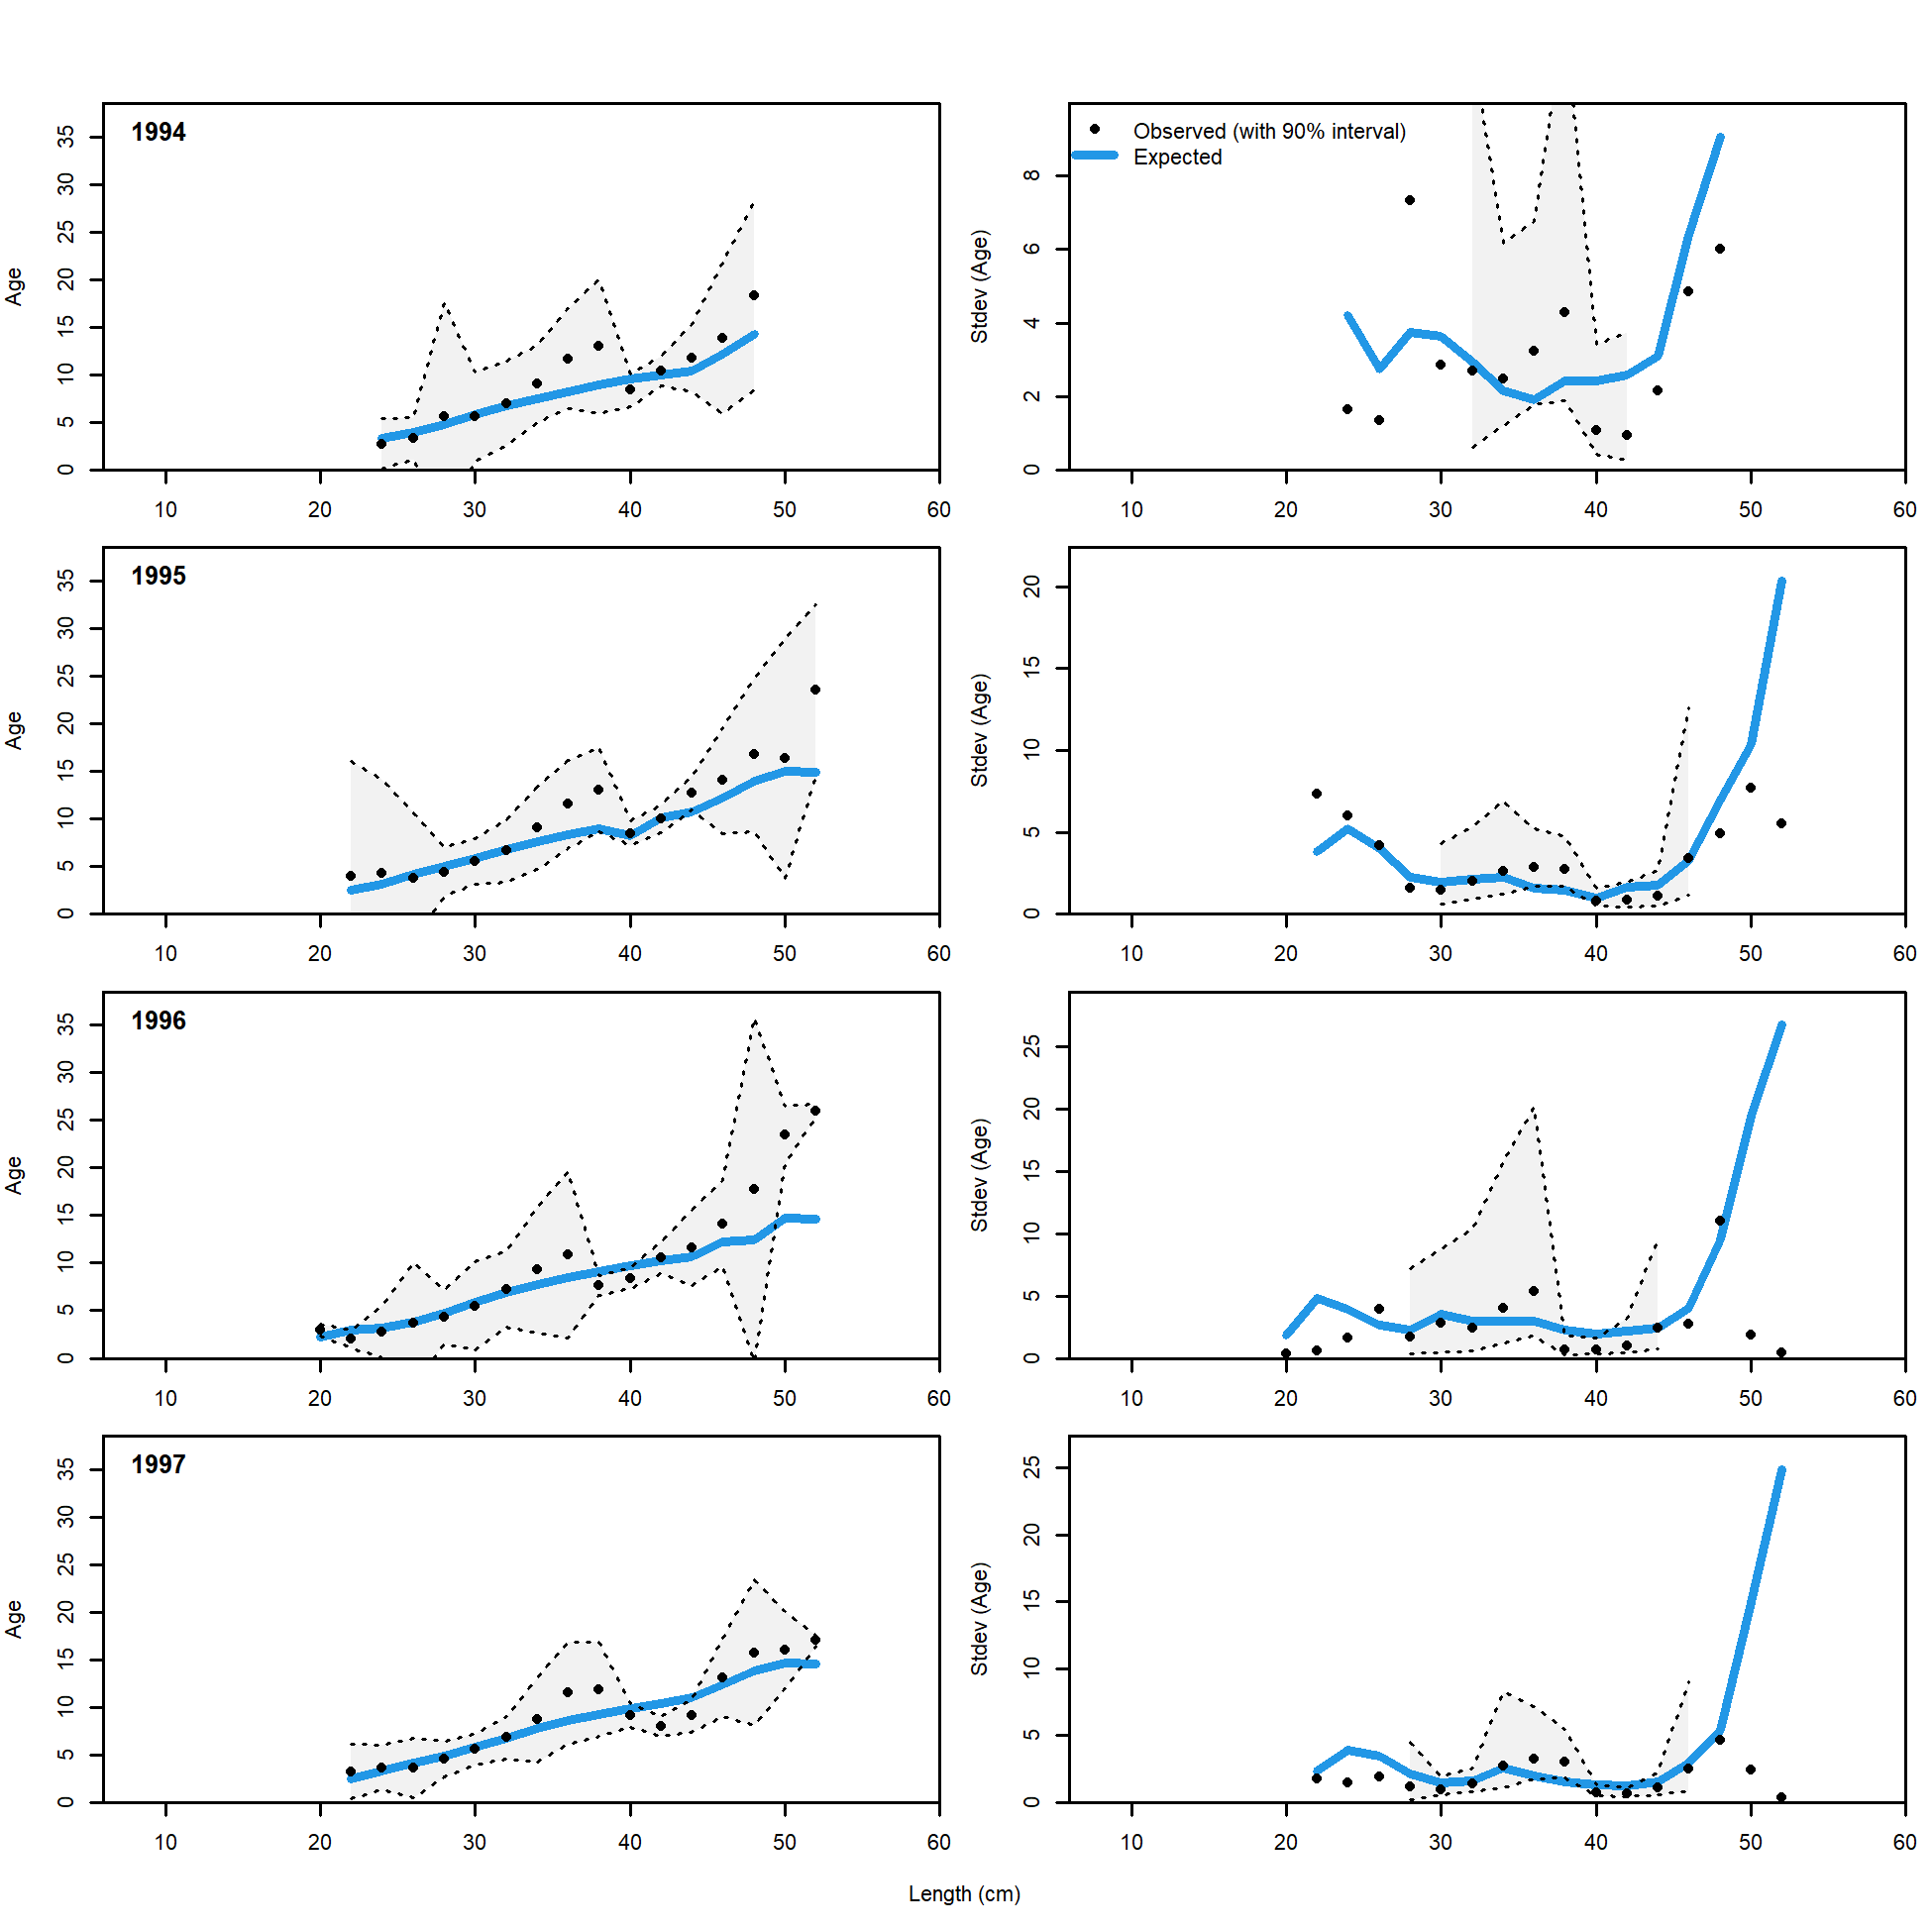 1994
Age
0 5 10 15 20 25 30 35
10 20 30 40 50 60
Observed (with 90% interval)
Expected
Stdev (Age)
0 2 4 6 8
10 20 30 40 50 60
1995
Age
0 5 10 15 20 25 30 35
10 20 30 40 50 60
Stdev (Age)
0 5 10 15 20
10 20 30 40 50 60
1996
Age
0 5 10 15 20 25 30 35
10 20 30 40 50 60
Stdev (Age)
0 5 10 15 20 25
10 20 30 40 50 60
1997
Age
0 5 10 15 20 25 30 35
10 20 30 40 50 60
Stdev (Age)
0 5 10 15 20 25
10 20 30 40 50 60
Length (cm)